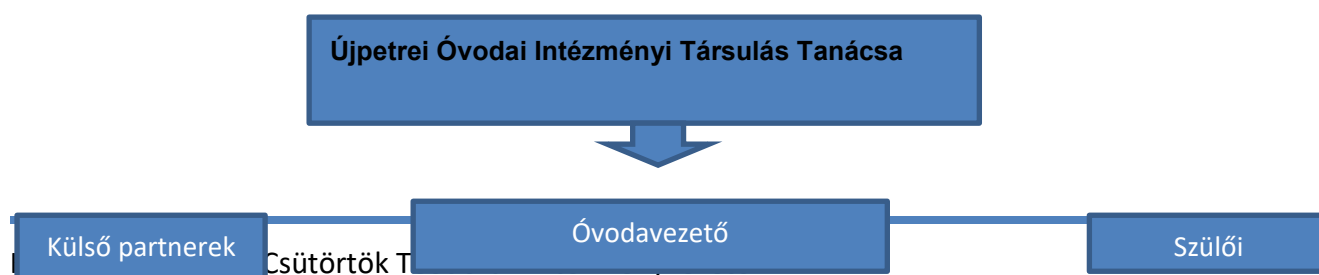 Újpetrei Óvodai Intézményi Társulás Tanácsa
Külső partnerek
Óvodavezető
Szülői
Csütörtök T